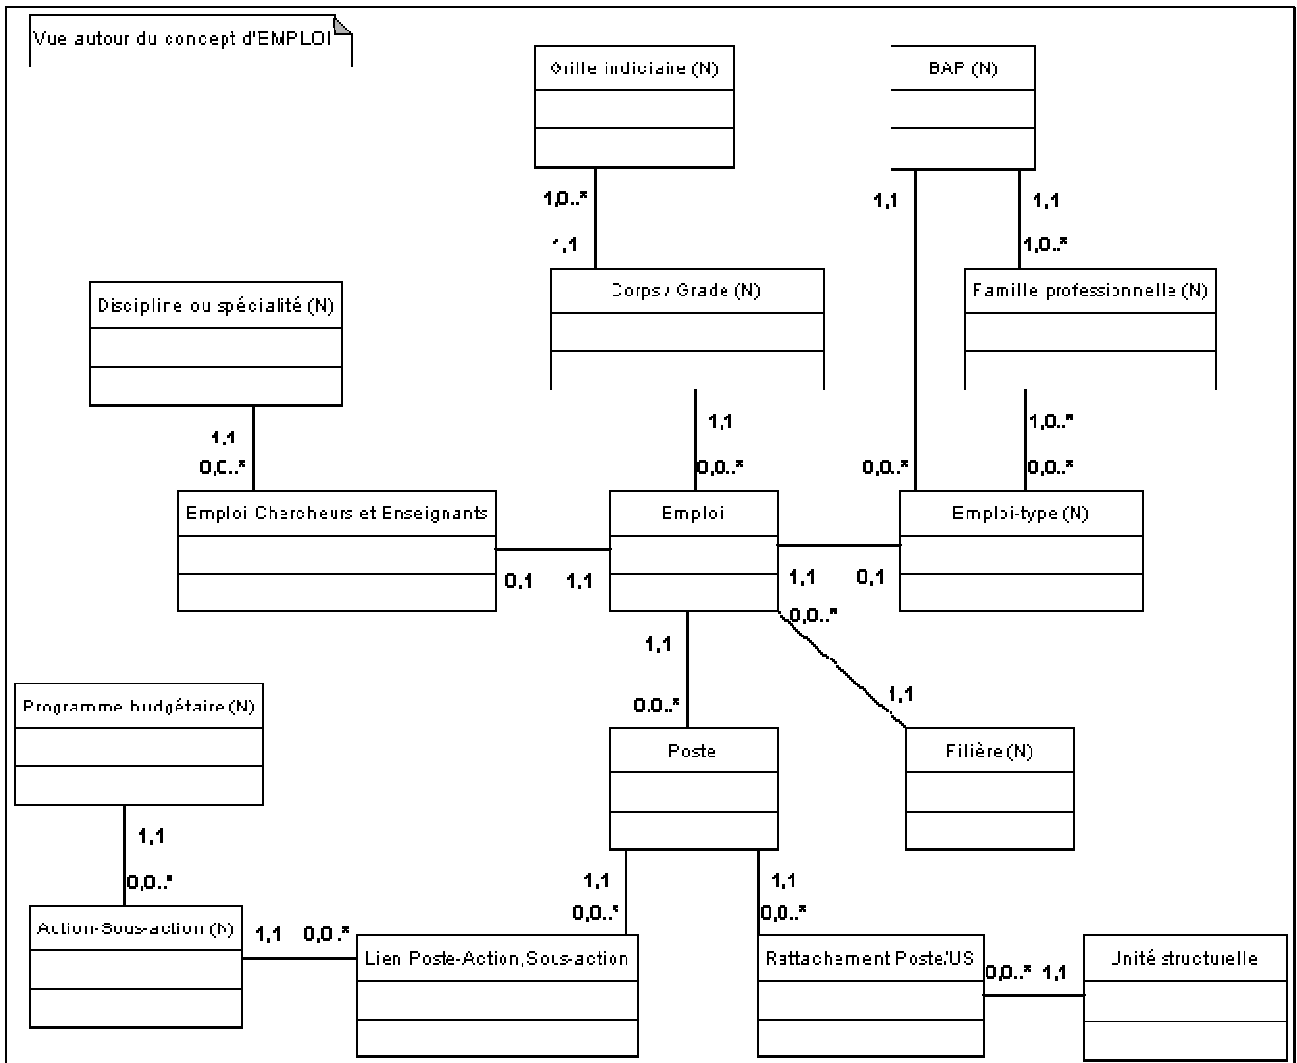 Vue autour du concept d'EMPLOI
Grille indiciaire (N)
BAP (N)
1,0..*
1,1
1,1
1,1
1,0..*
Discipline ou spécialité (N)
Corps / Grade (N)
Famille professionnelle (N)
1,1
0,0..*
1,1
0,0..*
0,0..*
1,0..*
0,0..*
Emploi Chercheurs et Enseignants
Emploi
Emploi-type (N)
0,1
1,1
1,1
0,1
0,0..*
1,1
0,0..*
1,1
Programme budgétaire (N)
Poste
Filière (N)
1,1
0,0..*
1,1
0,0..*
1,1
0,0..*
Action-Sous-action (N)
1,1
0,0..*
Lien Poste-Action,Sous-action
Rattachement Poste/US
0,0..*
1,1
Unité structurelle